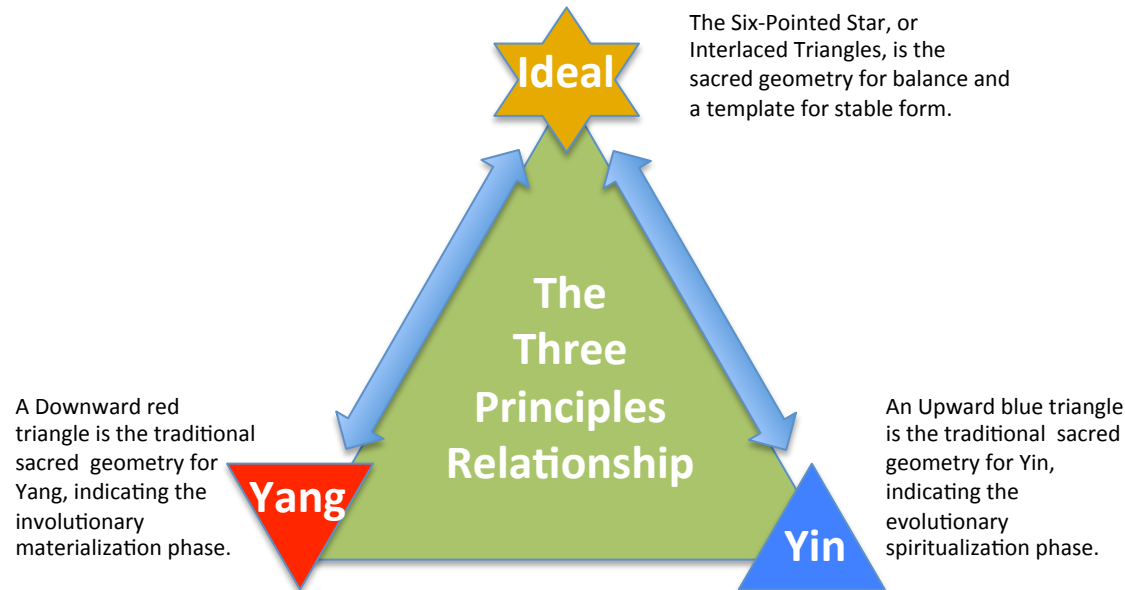 Ideal
The Six-Pointed Star, or
Interlaced Triangles, is the
sacred geometry for balance and
a template for stable form.
The
Three
Principles
Relationship
A Downward red
triangle is the traditional
sacred geometry for
Yang, indicating the
involutionary
materialization phase.
Yang
Yin
An Upward blue triangle
is the traditional sacred
geometry for Yin,
indicating the
evolutionary
spiritualization phase.